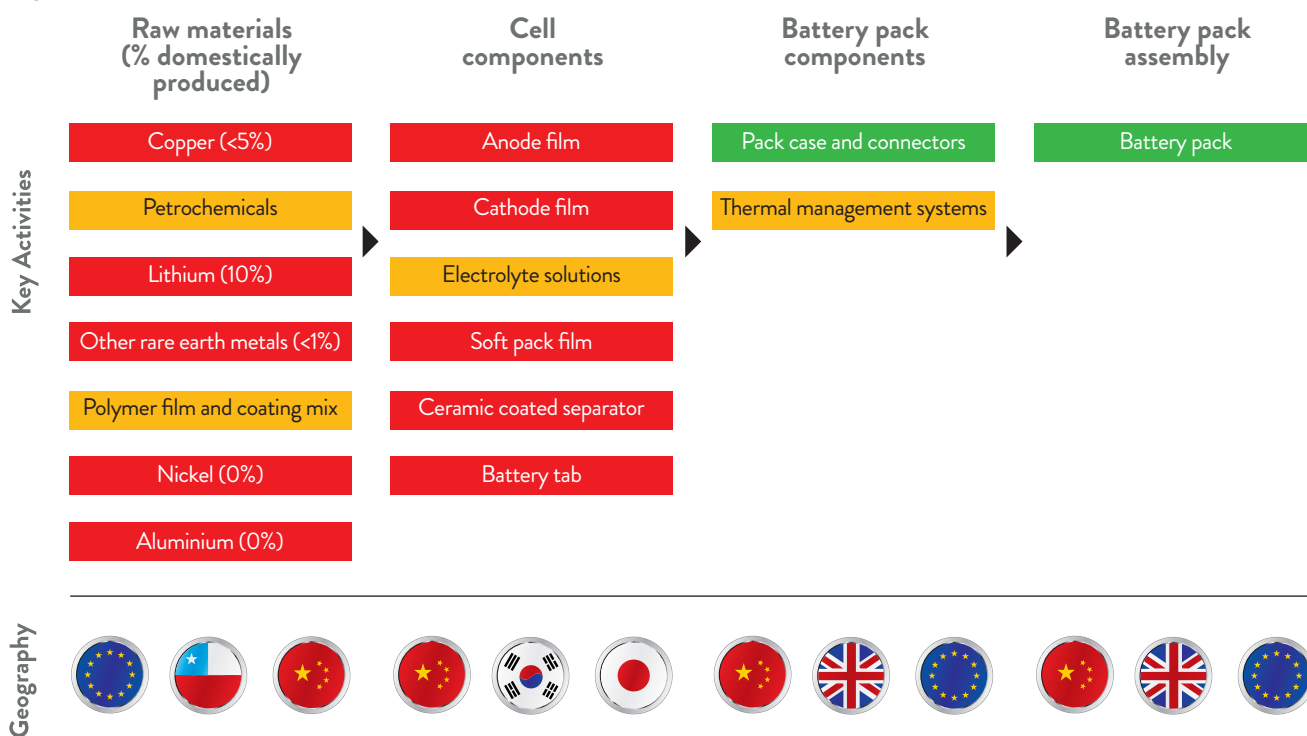 Raw materials
(% domestically
produced)
Cell
components
Battery pack
components
Battery pack
assembly
Key Activities
Copper (<5%)
Petrochemicals
Lithium (10%)
Other rare earth metals (<1%)
Polymer film and coating mix
Nickel (0%)
Aluminium (0%)
Anode film
Cathode film
Electrolyte solutions
Soft pack film
Ceramic coated separator
Battery tab
Pack case and connectors
Thermal management systems
Battery pack
Geography